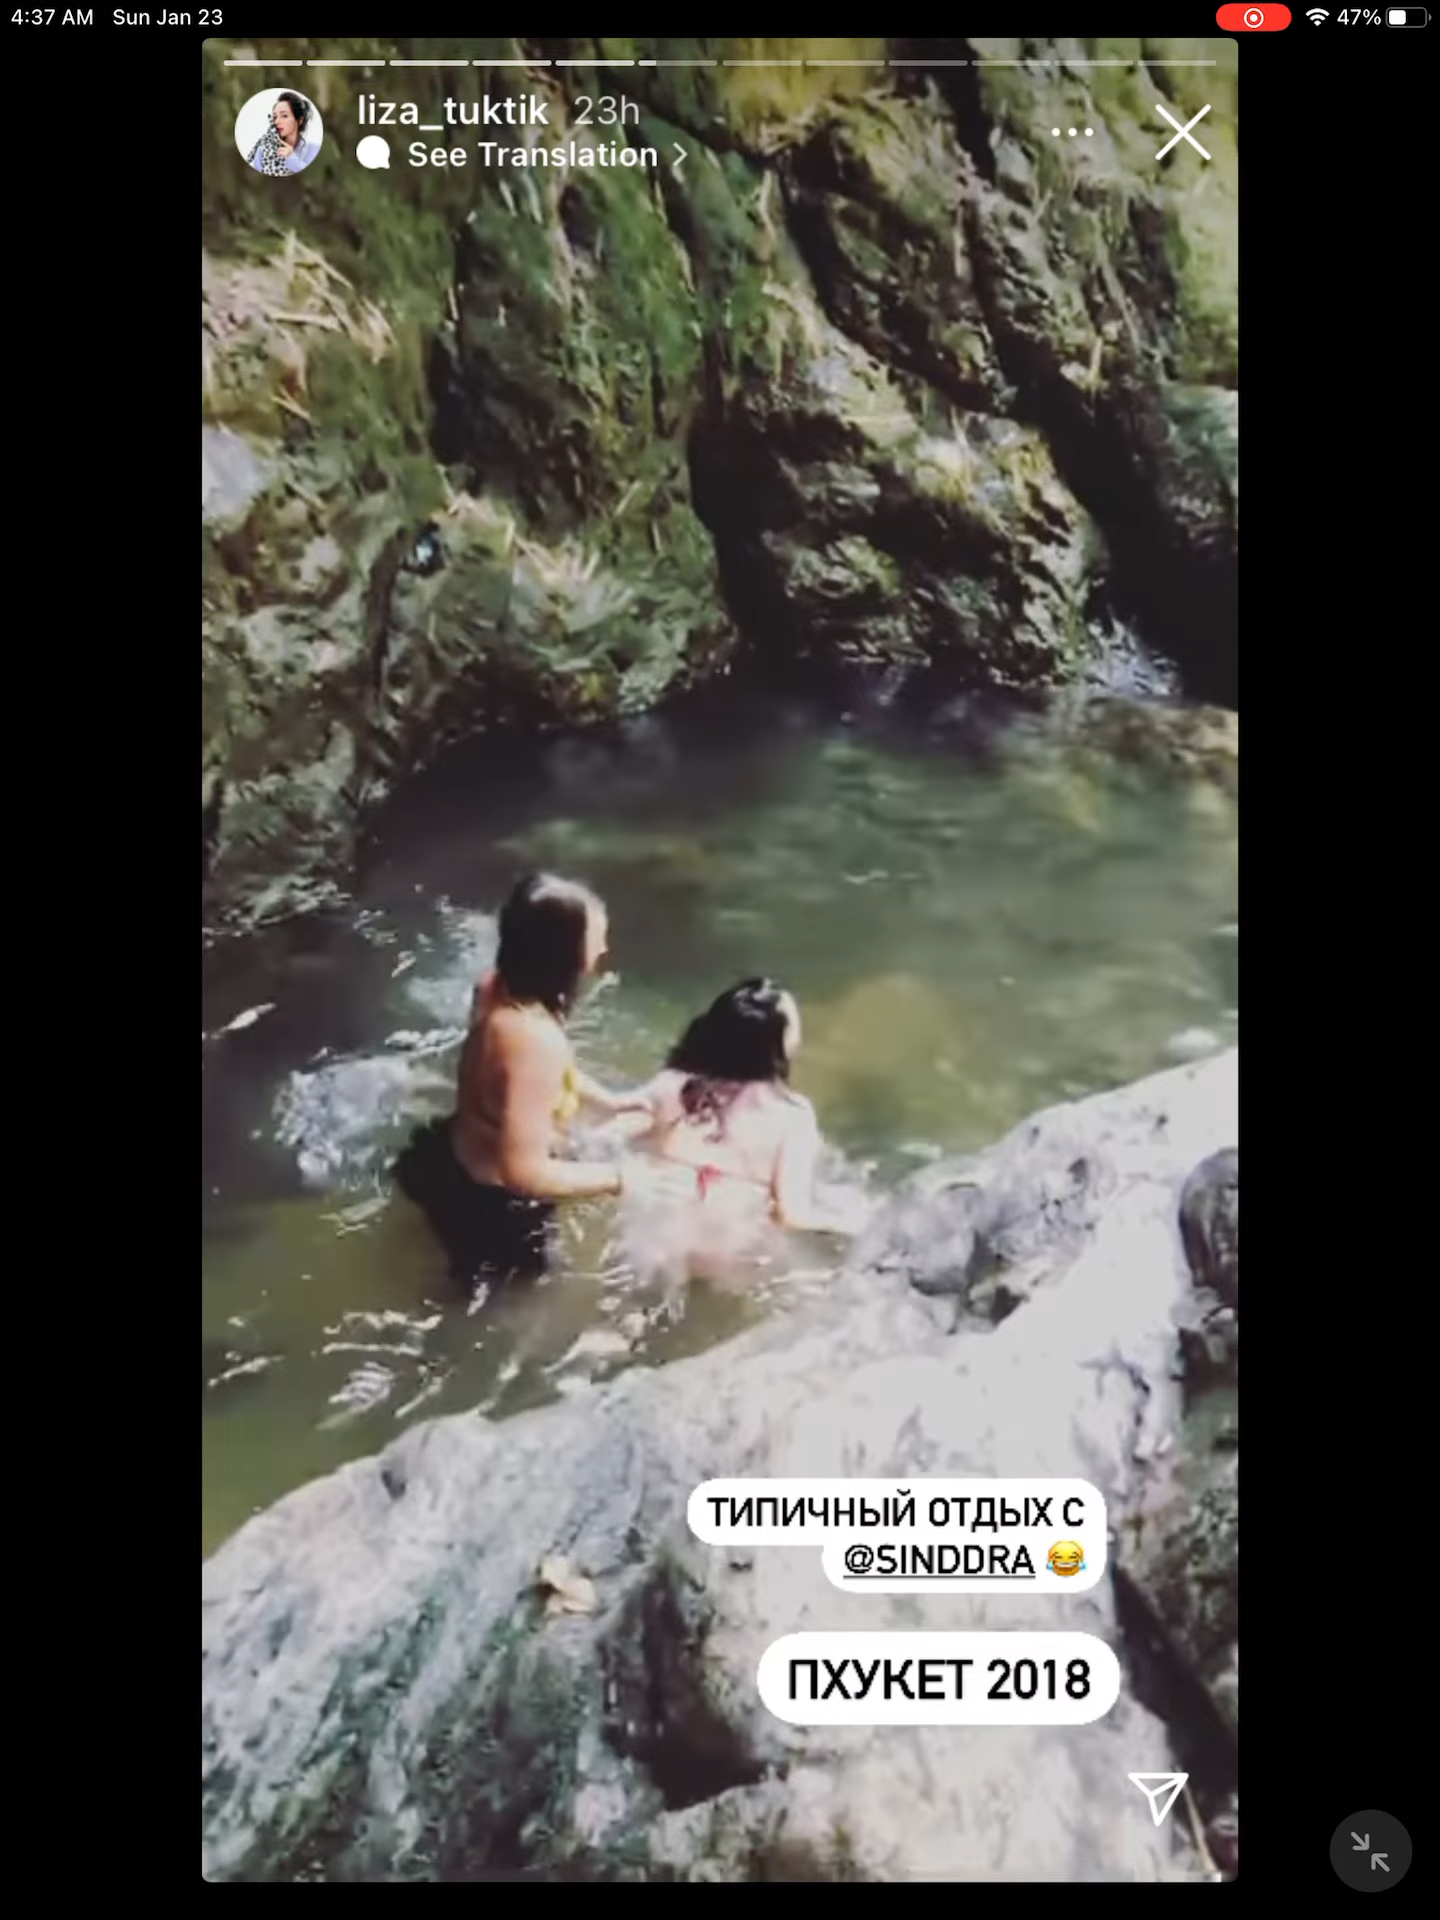 4:37 AM Sun Jan 23
47%
liza_tuktik 23h
See Translation
ТИПИЧНЫЙ ОТДЫХ С
@SINDDRA 😂
ПХУКЕТ 2018